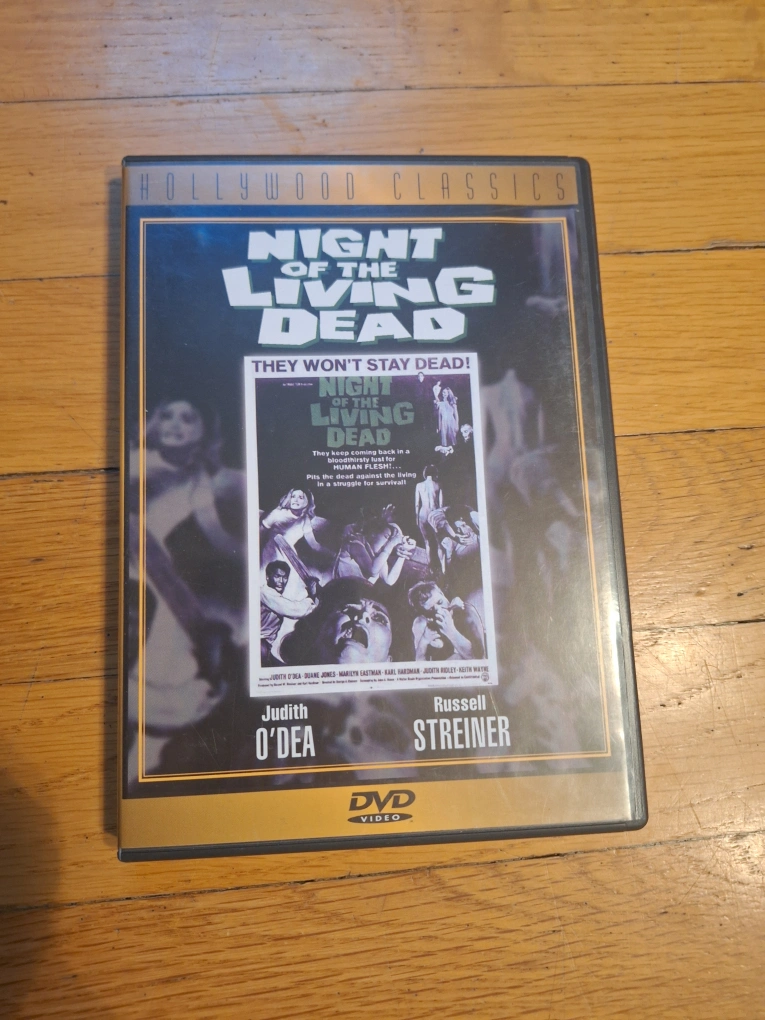 HOLLYWOOD CLASSICS
NIGHT
OF THE
LIVING
DEAD
THEY WON'T STAY DEAD!
NIGHT
OF THE
LIVING
DEAD
They keep coming back in a
bloodthirsty lust for
HUMAN FLESH!...
Pits the dead against the living
in a struggle for survival!
JUDITH O'DEA · DUANE JONES · MARILYN EASTMAN · KARL HARDMAN · JUDITH RIDLEY · KEITH WAYNE
Judith
O'DEA
Russell
STREINER
DVD
VIDEO